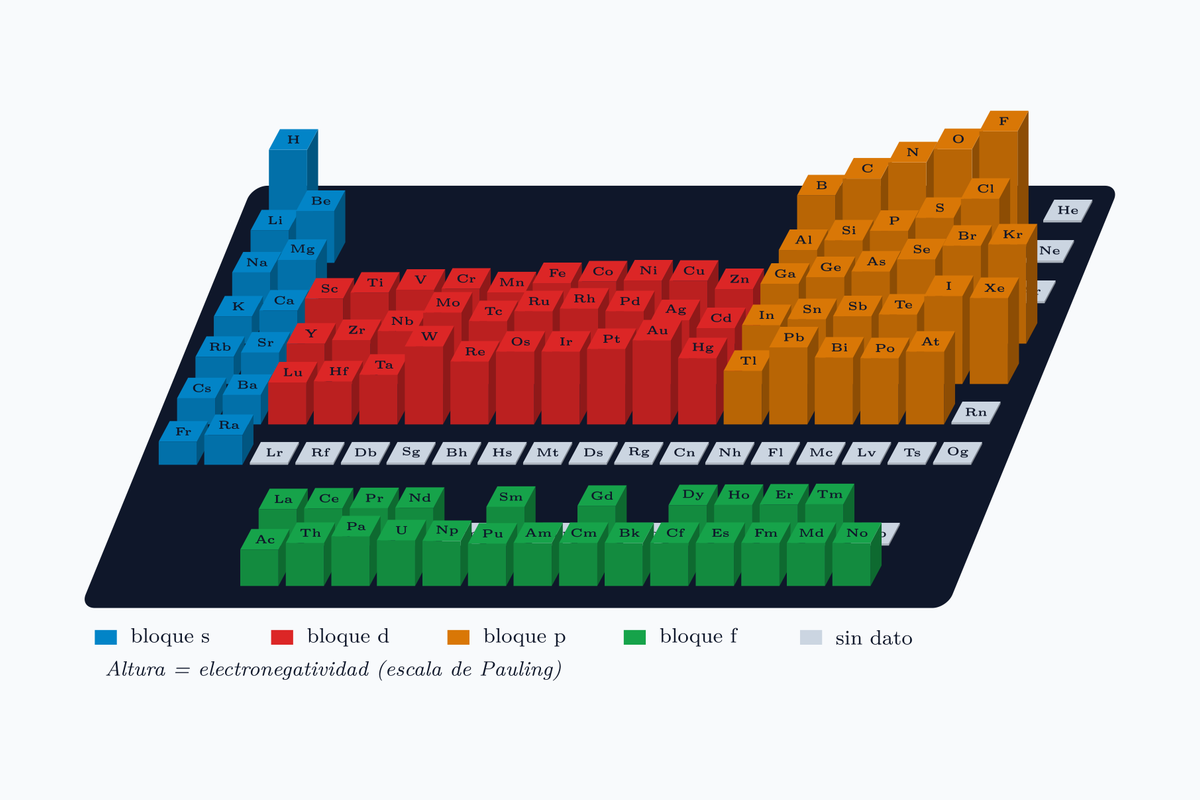 H He
Li Be B C N O F Ne
Na Mg Al Si P S Cl
K Ca Sc Ti V Cr Mn Fe Co Ni Cu Zn Ga Ge As Se Br Kr
Rb Sr Y Zr Nb Mo Tc Ru Rh Pd Ag Cd In Sn Sb Te I Xe
Cs Ba Lu Hf Ta W Re Os Ir Pt Au Hg Tl Pb Bi Po At Rn
Fr Ra Lr Rf Db Sg Bh Hs Mt Ds Rg Cn Nh Fl Mc Lv Ts Og
La Ce Pr Nd Sm Gd Dy Ho Er Tm
Ac Th Pa U Np Pu Am Cm Bk Cf Es Fm Md No
bloque s bloque d bloque p bloque f sin dato
Altura = electronegatividad (escala de Pauling)